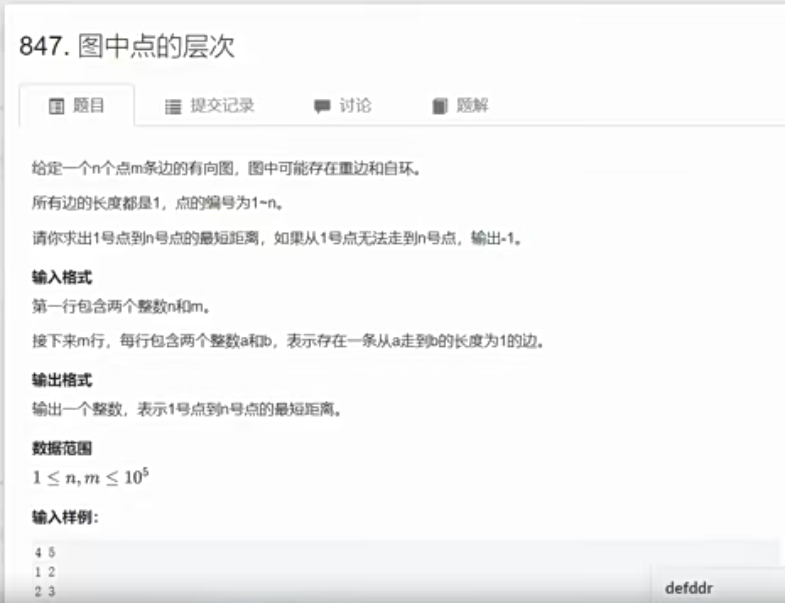 847. 图中点的层次
题目 提交记录 讨论 题解
给定一个n个点m条边的有向图，图中可能存在重边和自环。
所有边的长度都是1，点的编号为1~n。
请你求出1号点到n号点的最短距离，如果从1号点无法走到n号点，输出-1。
输入格式
第一行包含两个整数n和m。
接下来m行，每行包含两个整数a和b，表示存在一条从a走到b的长度为1的边。
输出格式
输出一个整数，表示1号点到n号点的最短距离。
数据范围
1 ≤ n, m ≤ 10⁵
输入样例：
4 5
1 2
2 3
defddr